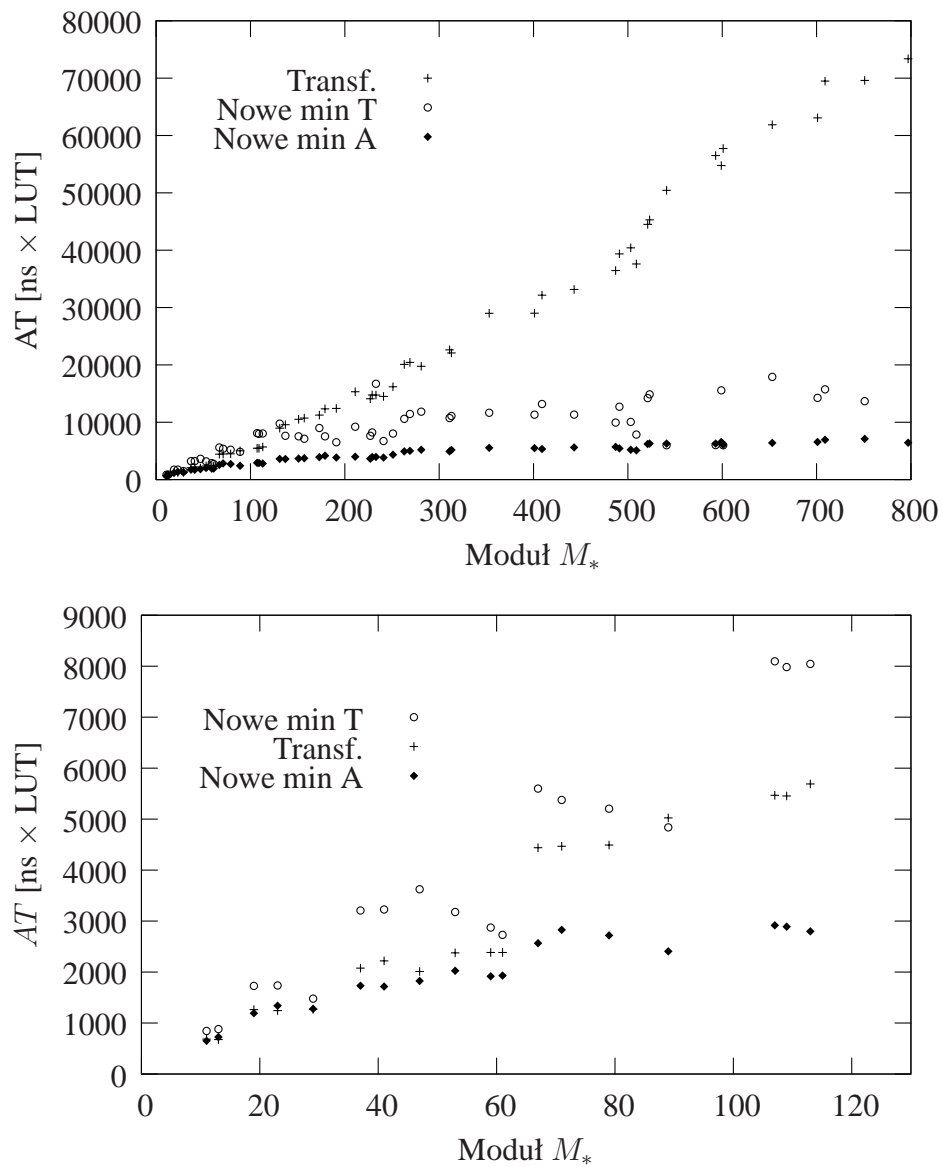 80000
70000
60000
50000
40000
30000
20000
10000
0
AT [ns × LUT]
Transf.
Nowe min T
Nowe min A
0 100 200 300 400 500 600 700 800
Moduł M*
9000
8000
7000
6000
5000
4000
3000
2000
1000
0
AT [ns × LUT]
Nowe min T
Transf.
Nowe min A
0 20 40 60 80 100 120
Moduł M*